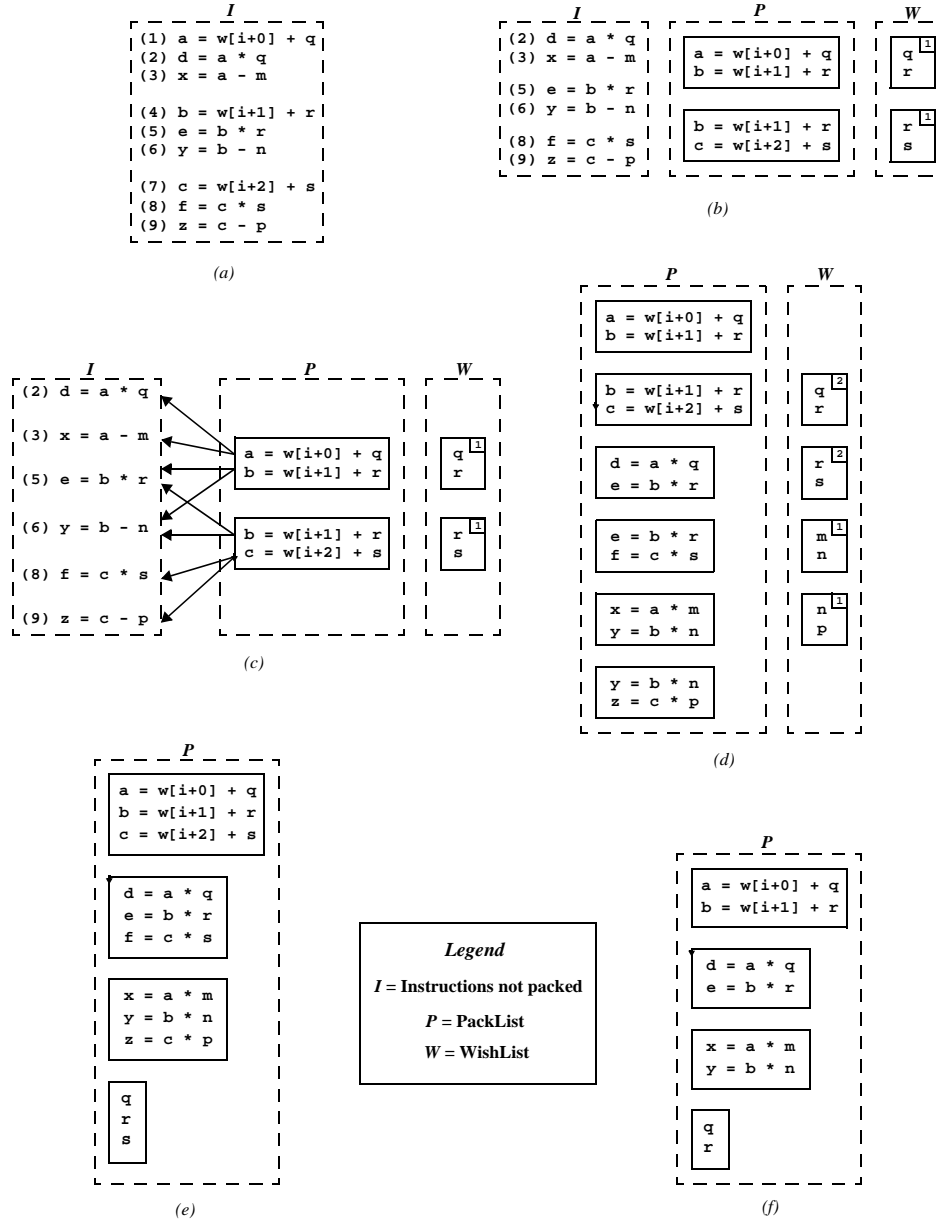 I
(1) a = w[i+0] + q
(2) d = a * q
(3) x = a - m
(4) b = w[i+1] + r
(5) e = b * r
(6) y = b - n
(7) c = w[i+2] + s
(8) f = c * s
(9) z = c - p
(a)
I
P
W
(2) d = a * q
(3) x = a - m
(5) e = b * r
(6) y = b - n
(8) f = c * s
(9) z = c - p
a = w[i+0] + q
b = w[i+1] + r
b = w[i+1] + r
c = w[i+2] + s
1
q
r
1
r
s
(b)
I
P
W
(2) d = a * q
(3) x = a - m
(5) e = b * r
(6) y = b - n
(8) f = c * s
(9) z = c - p
a = w[i+0] + q
b = w[i+1] + r
b = w[i+1] + r
c = w[i+2] + s
1
q
r
1
r
s
(c)
P
W
a = w[i+0] + q
b = w[i+1] + r
b = w[i+1] + r
c = w[i+2] + s
d = a * q
e = b * r
e = b * r
f = c * s
x = a * m
y = b * n
y = b * n
z = c * p
2
q
r
2
r
s
1
m
n
1
n
p
(d)
P
a = w[i+0] + q
b = w[i+1] + r
c = w[i+2] + s
d = a * q
e = b * r
f = c * s
x = a * m
y = b * n
z = c * p
q
r
s
(e)
Legend
I = Instructions not packed
P = PackList
W = WishList
P
a = w[i+0] + q
b = w[i+1] + r
d = a * q
e = b * r
x = a * m
y = b * n
q
r
(f)